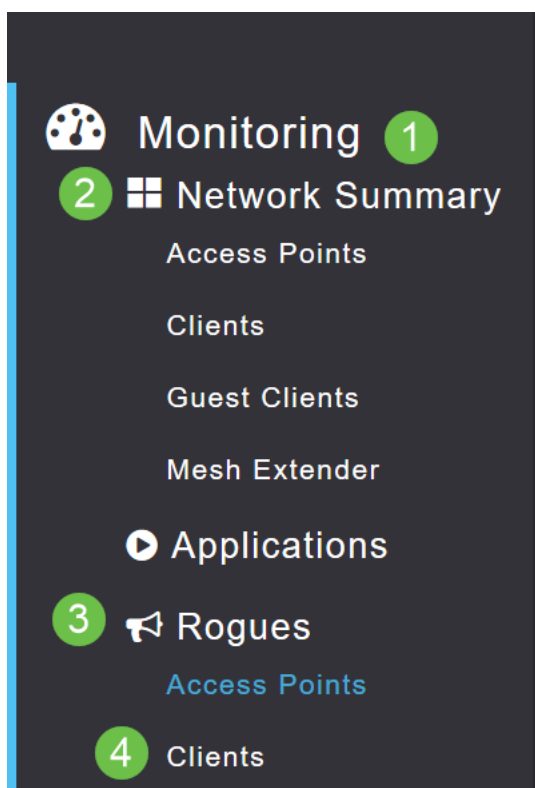 Monitoring 1
2 Network Summary
Access Points
Clients
Guest Clients
Mesh Extender
Applications
3 Rogues
Access Points
4 Clients